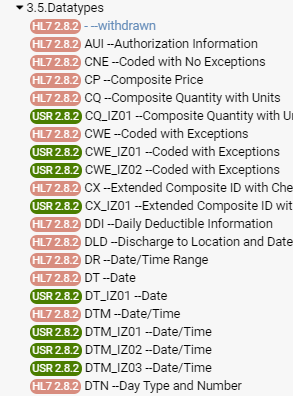 3.5.Datatypes
HL7 2.8.2 - --withdrawn
HL7 2.8.2 AUI --Authorization Information
HL7 2.8.2 CNE --Coded with No Exceptions
HL7 2.8.2 CP --Composite Price
HL7 2.8.2 CQ --Composite Quantity with Units
USR 2.8.2 CQ_IZ01 --Composite Quantity with
HL7 2.8.2 CWE --Coded with Exceptions
USR 2.8.2 CWE_IZ01 --Coded with Exceptions
USR 2.8.2 CWE_IZ02 --Coded with Exceptions
HL7 2.8.2 CX --Extended Composite ID with Che
USR 2.8.2 CX_IZ01 --Extended Composite ID wit
HL7 2.8.2 DDI --Daily Deductible Information
HL7 2.8.2 DLD --Discharge to Location and Date
HL7 2.8.2 DR --Date/Time Range
HL7 2.8.2 DT --Date
USR 2.8.2 DT_IZ01 --Date
HL7 2.8.2 DTM --Date/Time
USR 2.8.2 DTM_IZ01 --Date/Time
USR 2.8.2 DTM_IZ02 --Date/Time
USR 2.8.2 DTM_IZ03 --Date/Time
HL7 2.8.2 DTN --Day Type and Number